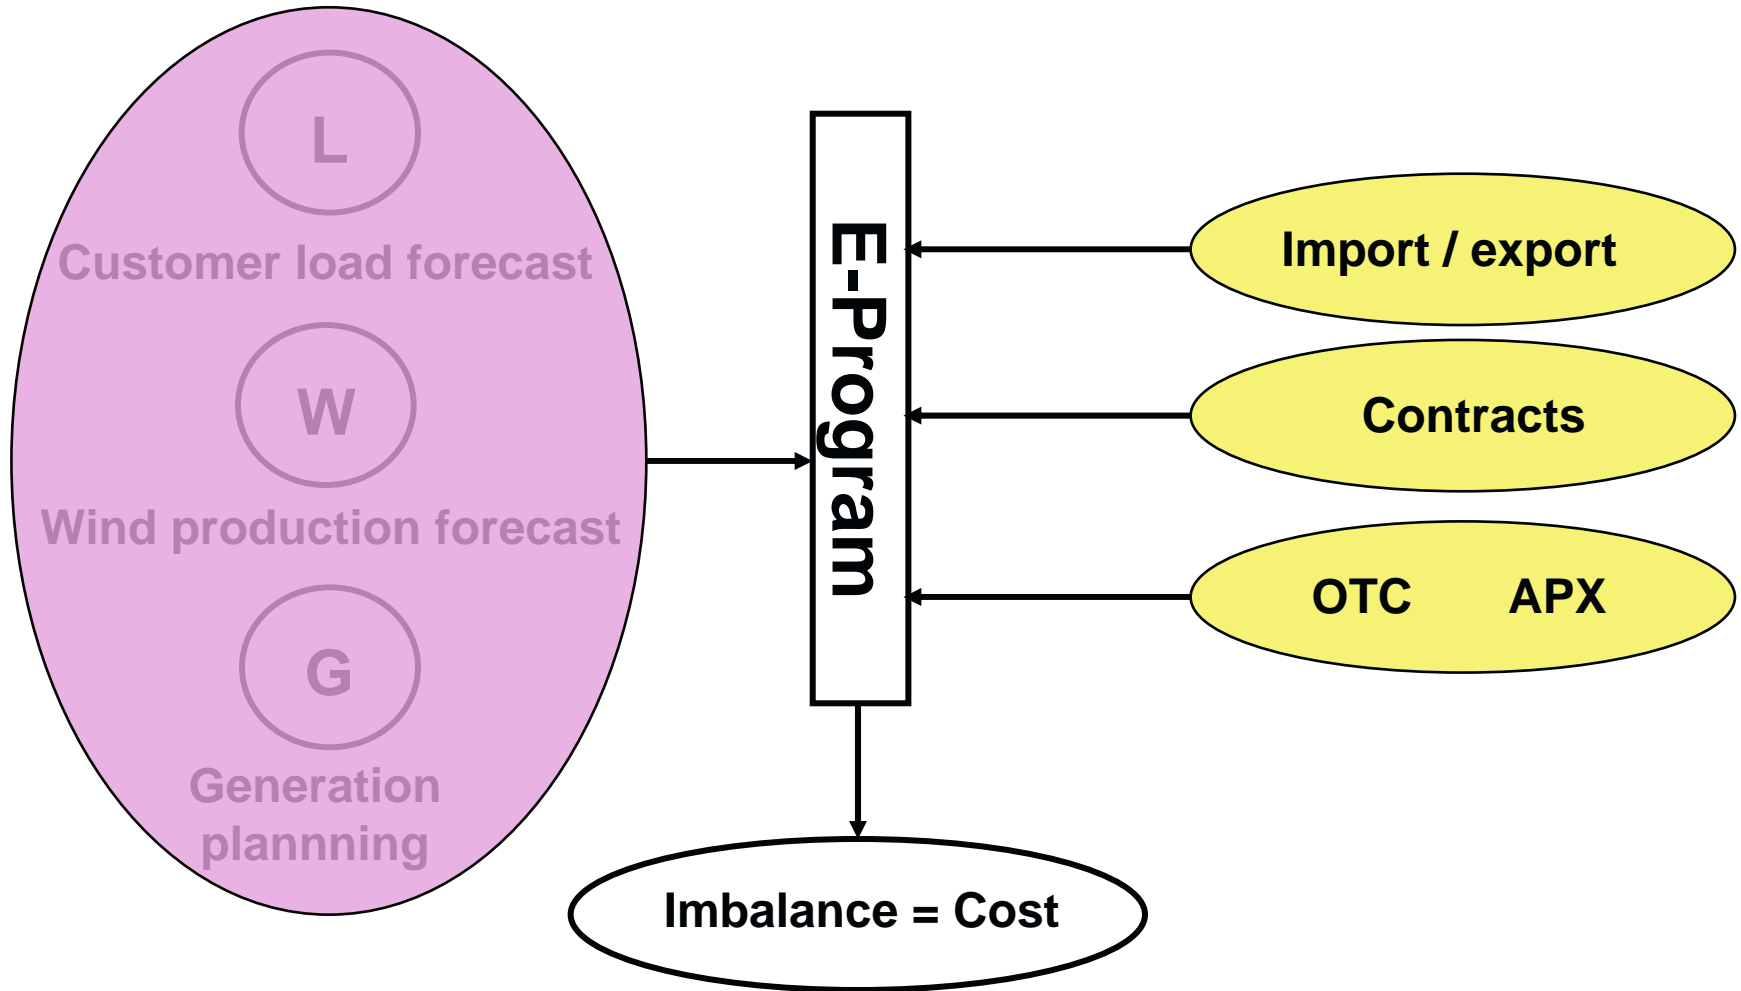 L
Customer load forecast
W
Wind production forecast
G
Generation
plannning
E-Program
Import / export
Contracts
OTC APX
Imbalance = Cost